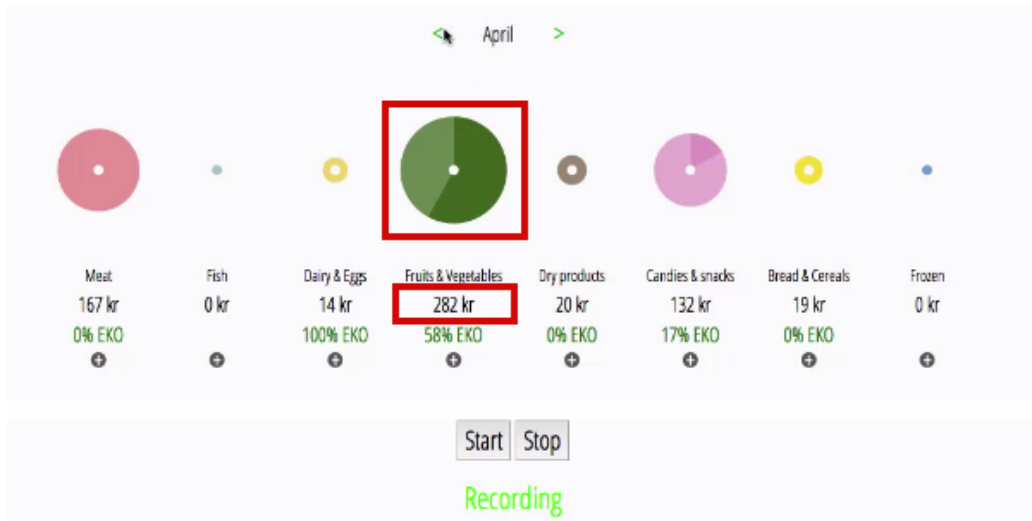 < April >
Meat Fish Dairy & Eggs Fruits & Vegetables Dry products Candies & snacks Bread & Cereals Frozen
167 kr 0 kr 14 kr 282 kr 20 kr 132 kr 19 kr 0 kr
0% EKO 100% EKO 58% EKO 0% EKO 17% EKO 0% EKO
Start Stop
Recording